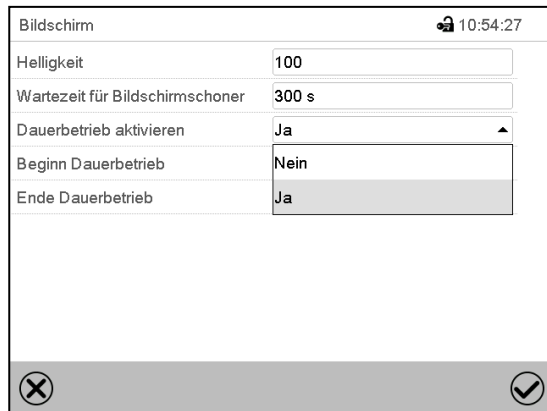 Bildschirm 10:54:27
Helligkeit 100
Wartezeit für Bildschirmschoner 300 s
Dauerbetrieb aktivieren Ja
Beginn Dauerbetrieb Nein
Ende Dauerbetrieb Ja